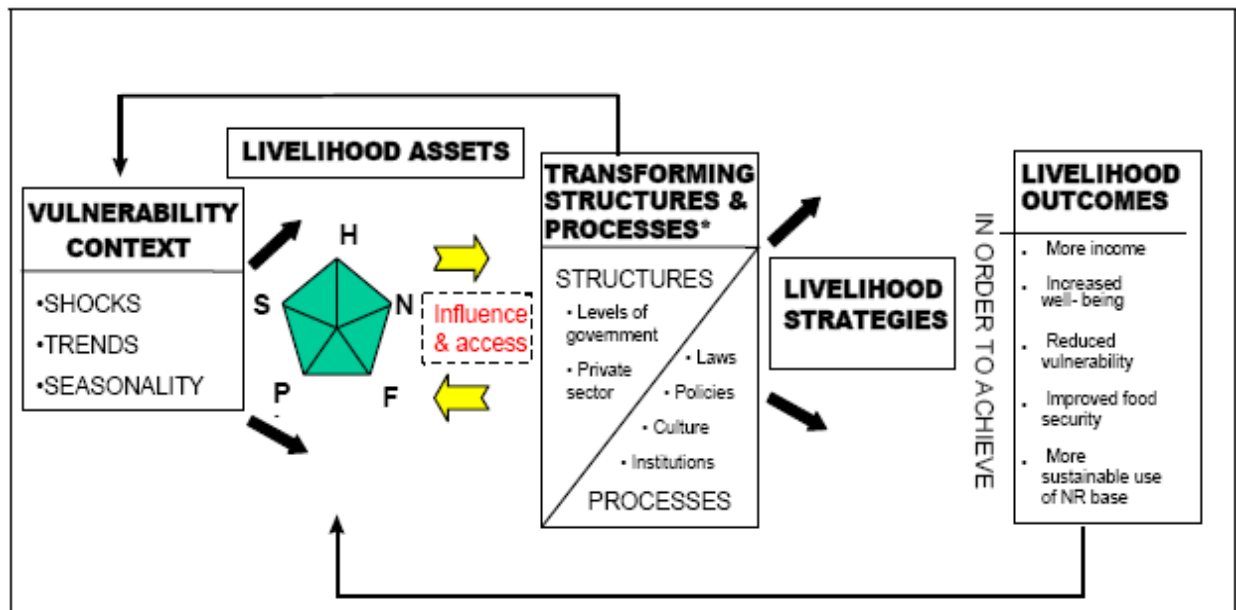 LIVELIHOOD ASSETS
VULNERABILITY
CONTEXT
•SHOCKS
•TRENDS
•SEASONALITY
H
S
N
P
F
Influence
& access
TRANSFORMING
STRUCTURES &
PROCESSES*
STRUCTURES
• Levels of
government
• Private
sector
• Laws
• Policies
• Culture
• Institutions
PROCESSES
LIVELIHOOD
STRATEGIES
IN ORDER TO ACHIEVE
LIVELIHOOD
OUTCOMES
• More income
• Increased
well- being
• Reduced
vulnerability
• Improved food
security
• More
sustainable use
of NR base